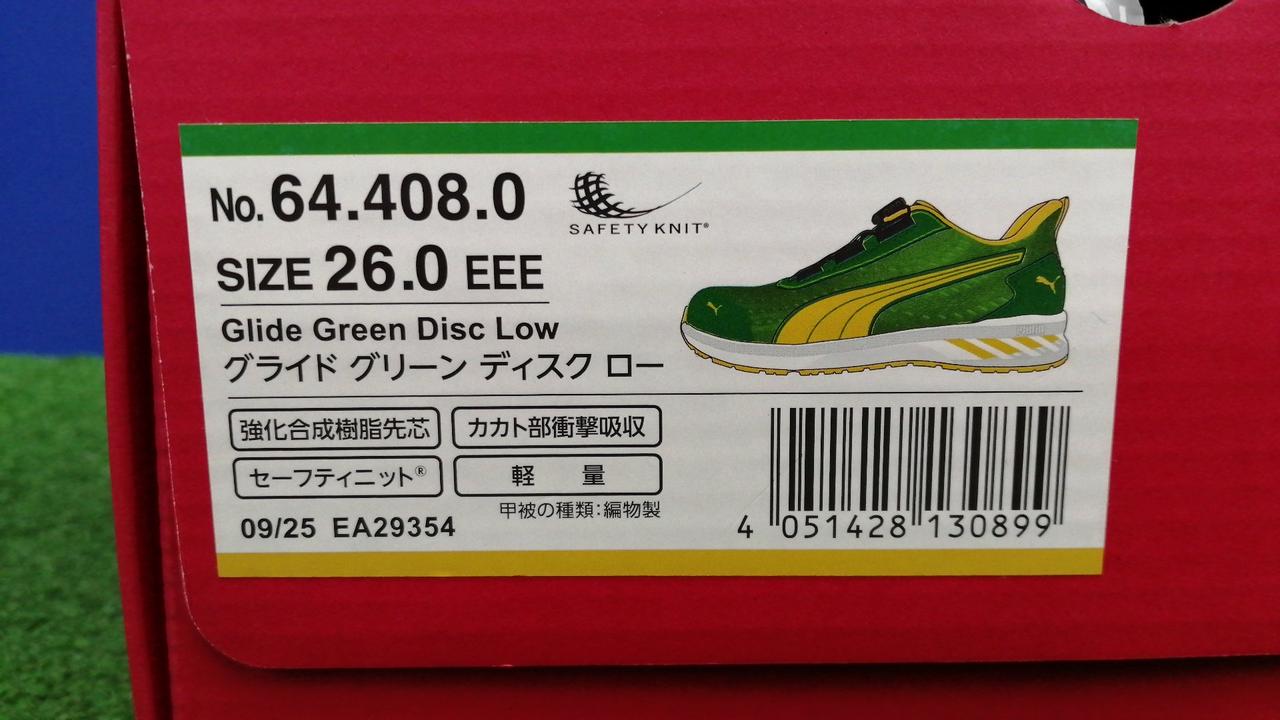 No. 64.408.0
SAFETY KNIT®
SIZE 26.0 EEE
Glide Green Disc Low
グライド グリーン ディスク ロー
強化合成樹脂先芯
カカト部衝撃吸収
セーフティニット®
軽 量
甲被の種類:編物製
09/25 EA29354
4 051428 130899